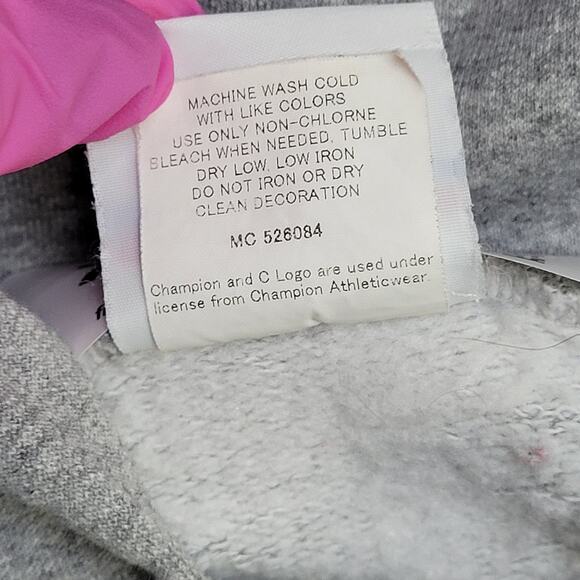 MACHINE WASH COLD
WITH LIKE COLORS
USE ONLY NON-CHLORNE
BLEACH WHEN NEEDED, TUMBLE
DRY LOW, LOW IRON
DO NOT IRON OR DRY
CLEAN DECORATION
MC 526084
Champion and C Logo are used under
license from Champion Athleticwear.